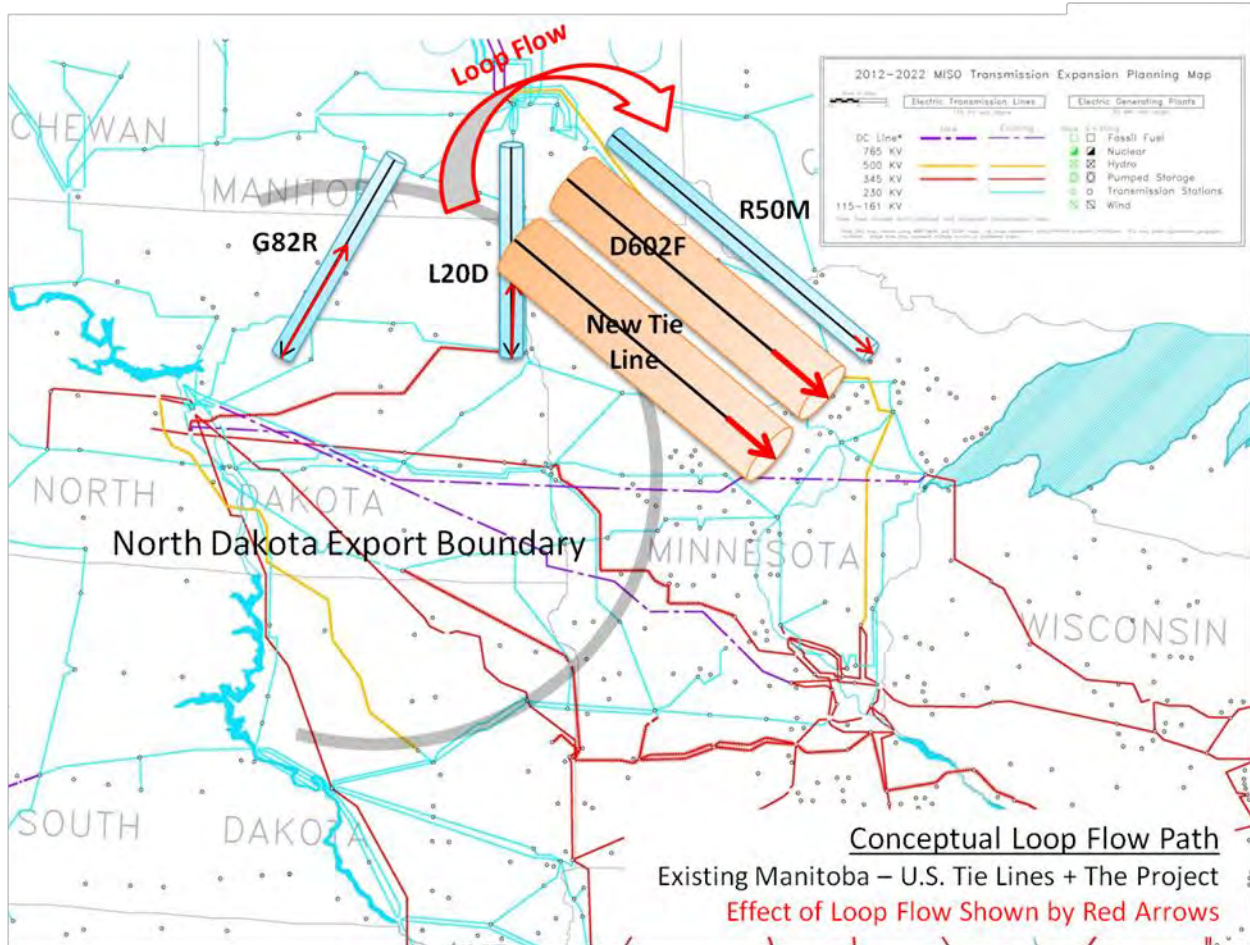 Loop Flow
2012-2022 MISO Transmission Expansion Planning Map
Electric Transmission Lines
Electric Generating Plants
DC Line*
765 KV
500 KV
345 KV
230 KV
115-161 KV
Existing
Fossil Fuel
Nuclear
Hydro
Pumped Storage
Transmission Stations
Wind
CHEWAN
MANITOBA
G82R
L20D
D602F
R50M
New Tie
Line
NORTH DAKOTA
North Dakota Export Boundary
MINNESOTA
WISCONSIN
SOUTH DAKOTA
Conceptual Loop Flow Path
Existing Manitoba – U.S. Tie Lines + The Project
Effect of Loop Flow Shown by Red Arrows